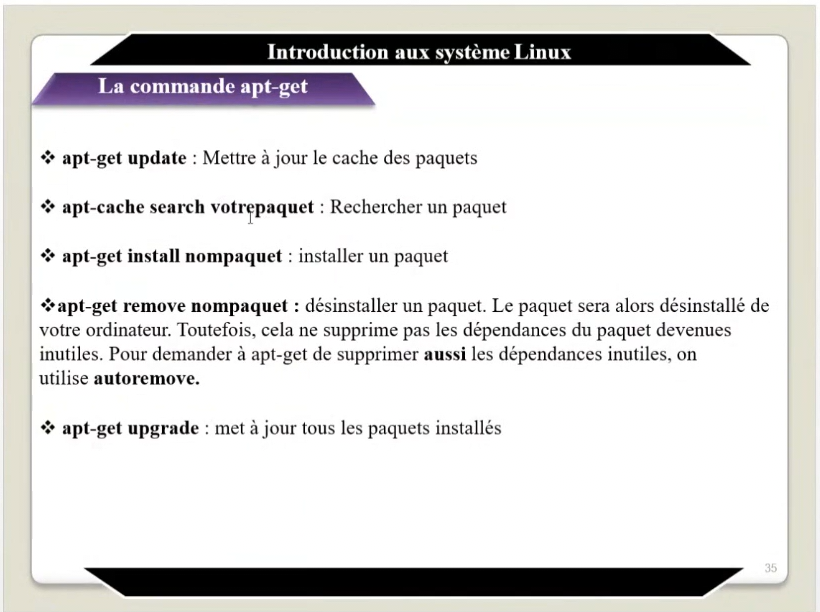 Introduction aux système Linux
La commande apt-get
❖ apt-get update : Mettre à jour le cache des paquets
❖ apt-cache search votrepaquet : Rechercher un paquet
❖ apt-get install nompaquet : installer un paquet
❖apt-get remove nompaquet : désinstaller un paquet. Le paquet sera alors désinstallé de
votre ordinateur. Toutefois, cela ne supprime pas les dépendances du paquet devenues
inutiles. Pour demander à apt-get de supprimer aussi les dépendances inutiles, on
utilise autoremove.
❖ apt-get upgrade : met à jour tous les paquets installés
35